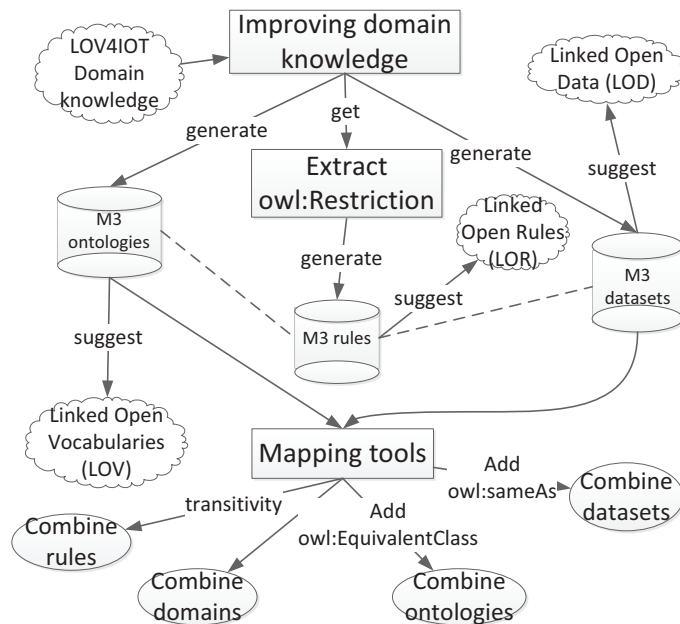 LOV4IOT
Domain
knowledge
Improving domain
knowledge
Linked Open
Data (LOD)
generate
get
generate
suggest
Extract
owl:Restriction
M3
ontologies
Linked
Open Rules
(LOR)
generate
suggest
M3
datasets
M3 rules
suggest
Linked Open
Vocabularies
(LOV)
Mapping tools
Add
owl:sameAs
Combine
datasets
transitivity
Add
owl:EquivalentClass
Combine
rules
Combine
domains
Combine
ontologies